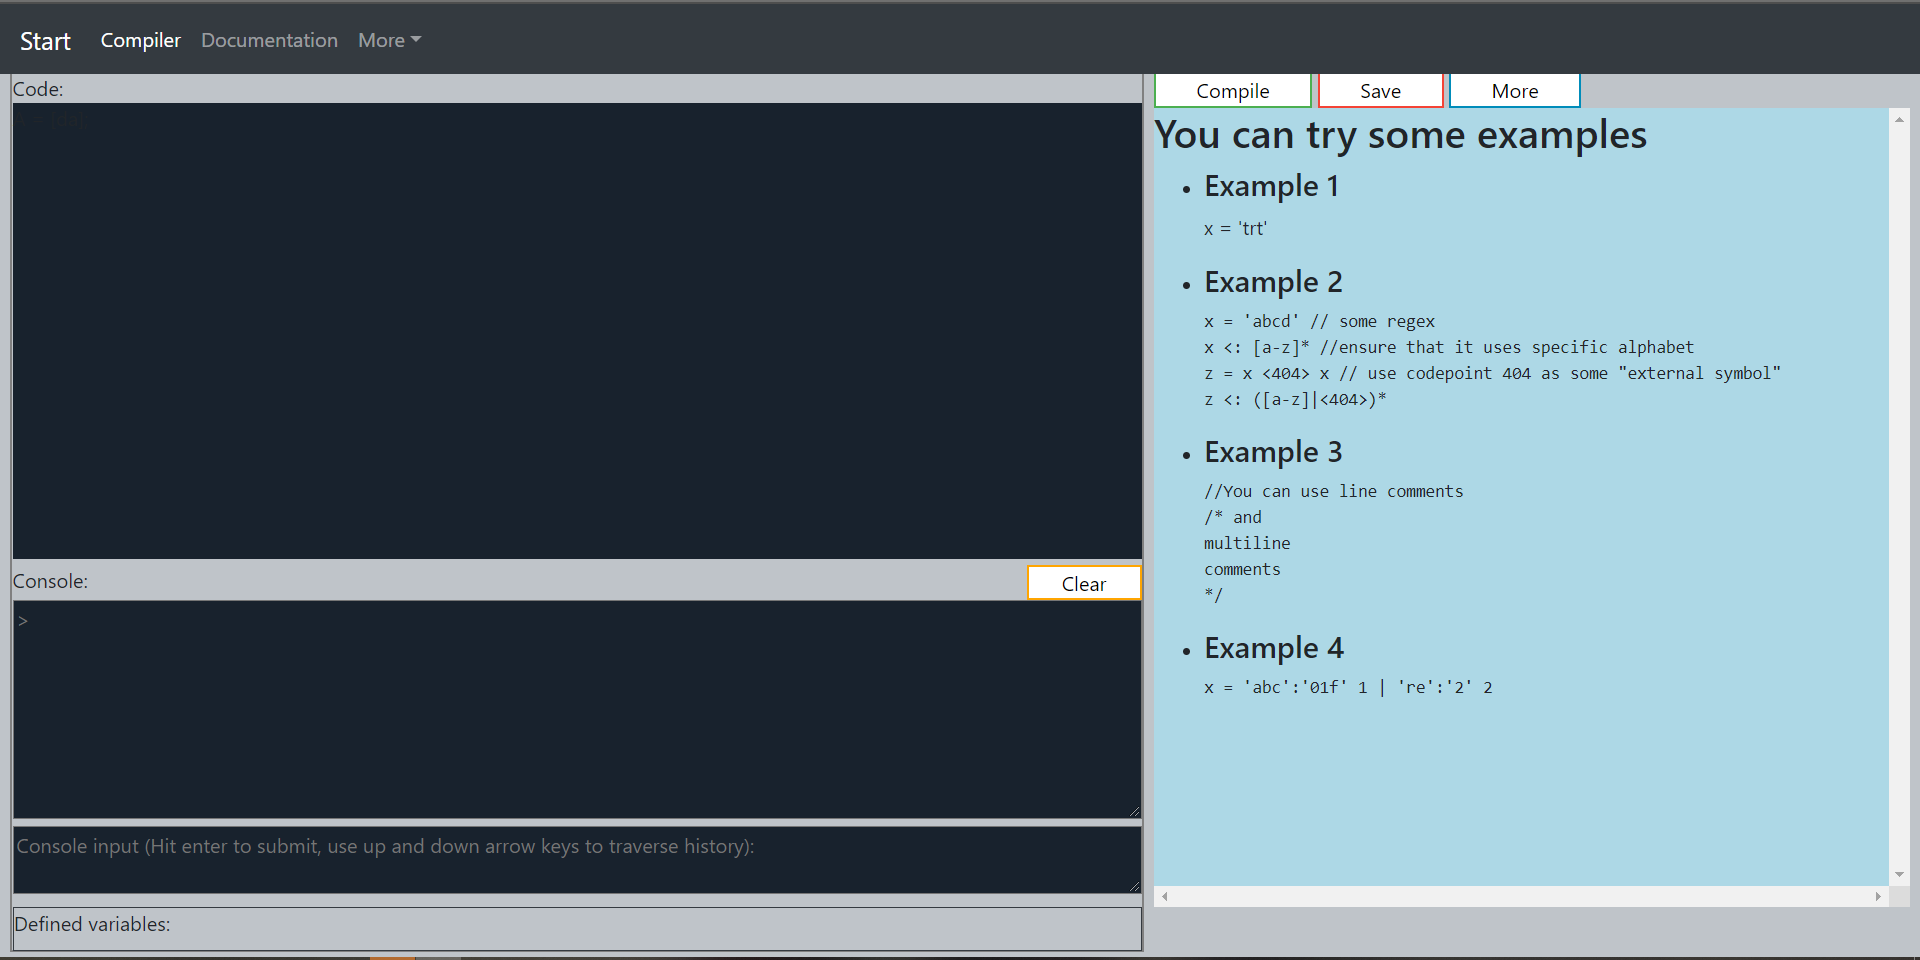 Start Compiler Documentation More
Code:
Compile Save More
You can try some examples
• Example 1
x = 'trt'
• Example 2
x = 'abcd' // some regex
x <: [a-z]* //ensure that it uses specific alphabet
z = x <404> x // use codepoint 404 as some "external symbol"
z <: ([a-z]|<404>)*
• Example 3
//You can use line comments
/* and
multiline
comments
*/
• Example 4
x = 'abc':'01f' 1 | 're':'2' 2
Console:
Clear
>
Console input (Hit enter to submit, use up and down arrow keys to traverse history):
Defined variables: